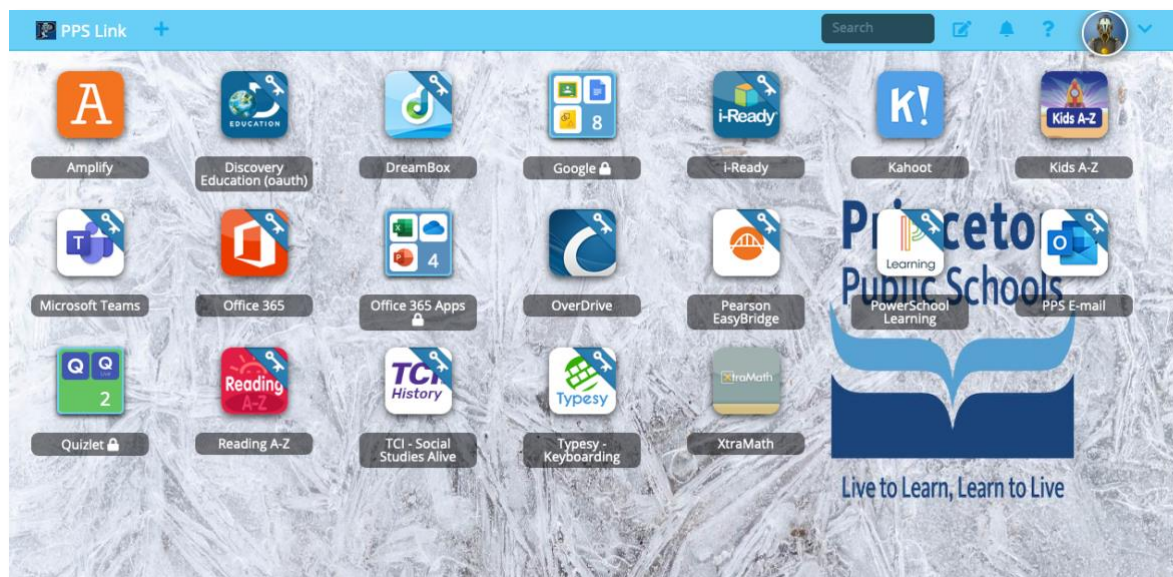 PPS Link
Search
A
EDUCATION
i-Ready
K!
Kids A-Z
8
Amplify
Discovery
Education (oauth)
DreamBox
Google
i-Ready
Kahoot
Kids A-Z
T
4
Learning
Princeto
Public Schools
Microsoft Teams
Office 365
Office 365 Apps
OverDrive
Pearson
EasyBridge
PowerSchool
Learning
PPS E-mail
Q Q
2
Reading
A-Z
TCI
History
Typesy
XtraMath
Quizlet
Reading A-Z
TCI - Social
Studies Alive
Typesy -
Keyboarding
XtraMath
Live to Learn, Learn to Live